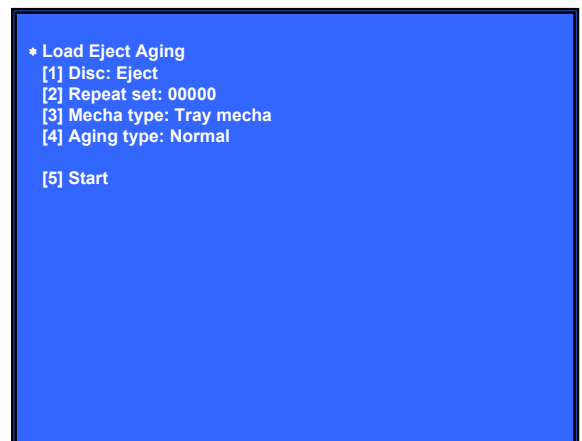 * Load Eject Aging
[1] Disc: Eject
[2] Repeat set: 00000
[3] Mecha type: Tray mecha
[4] Aging type: Normal
[5] Start